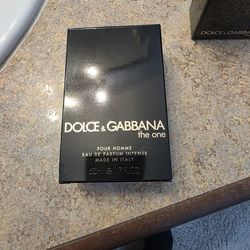 DOLCE & GABBANA
the one
POUR HOMME
EAU DE PARFUM INTENSE
MADE IN ITALY